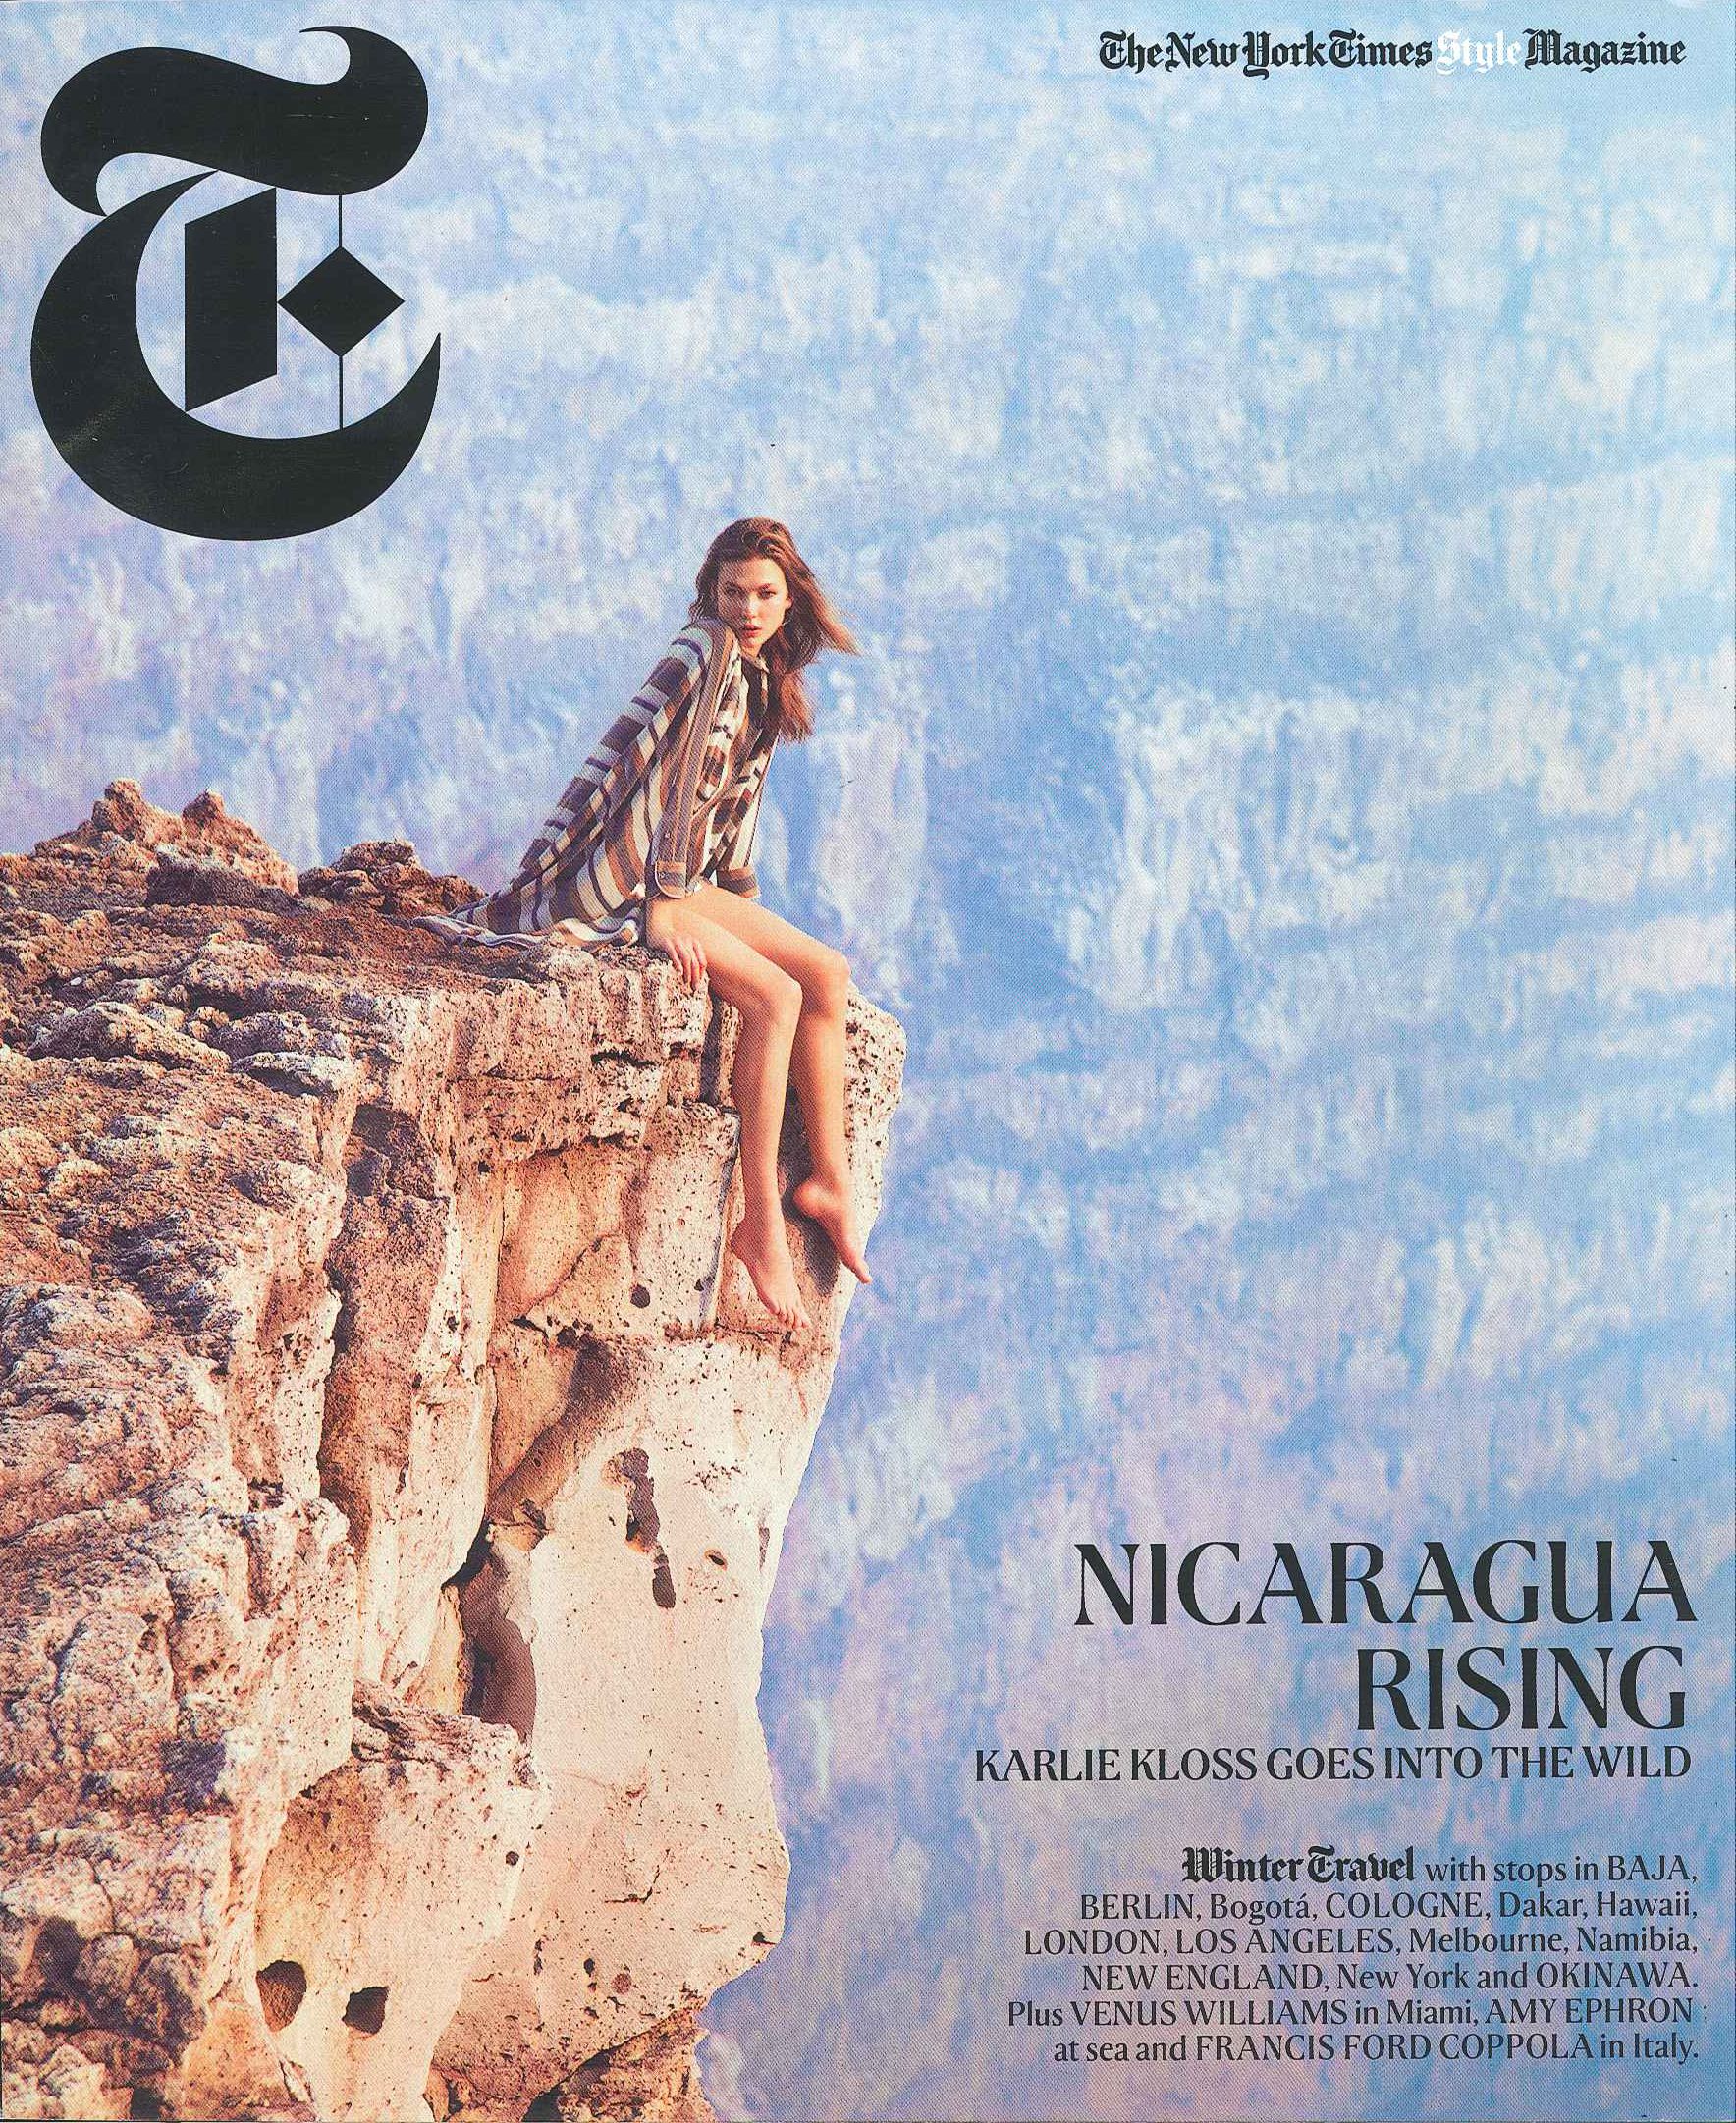 T
The New York Times Style Magazine
NICARAGUA
RISING
KARLIE KLOSS GOES INTO THE WILD
Winter Travel with stops in BAJA,
BERLIN, Bogotá, COLOGNE, Dakar, Hawaii,
LONDON, LOS ANGELES, Melbourne, Namibia,
NEW ENGLAND, New York and OKINAWA.
Plus VENUS WILLIAMS in Miami, AMY EPHRON
at sea and FRANCIS FORD COPPOLA in Italy.